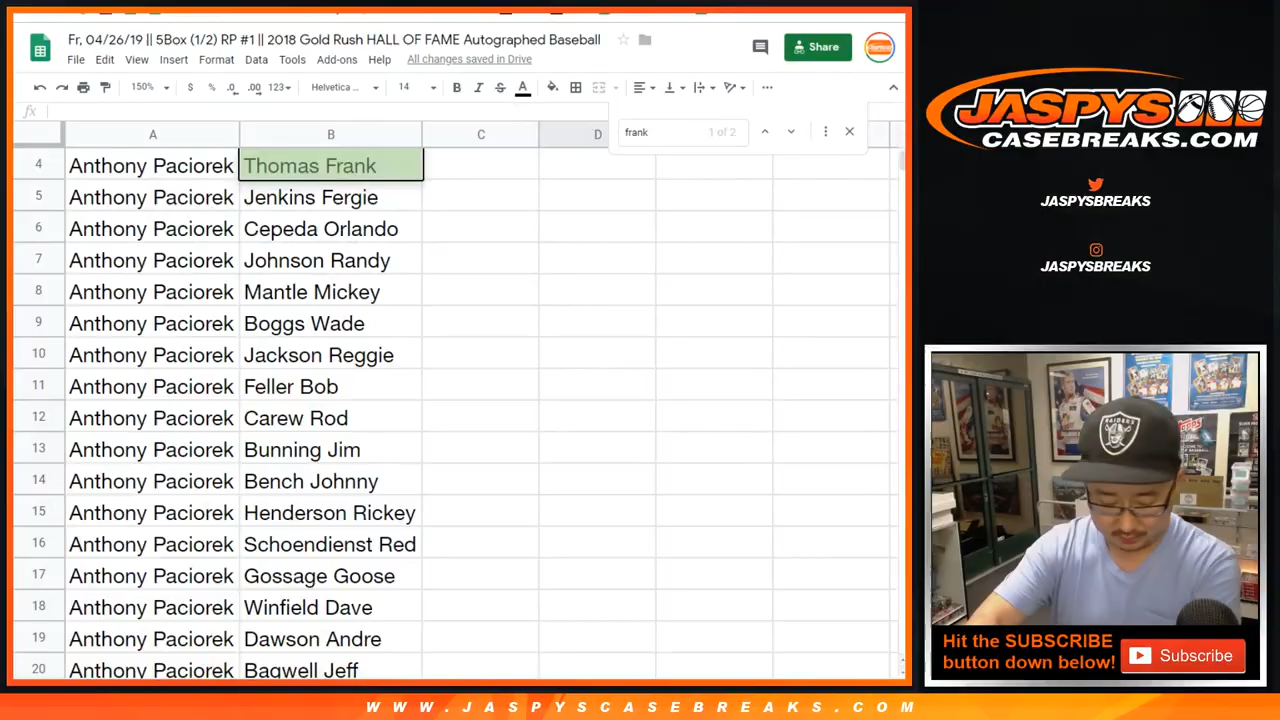 Fr, 04/26/19 || 5Box (1/2) RP #1 || 2018 Gold Rush HALL OF FAME Autographed Baseball
File Edit View Insert Format Data Tools Add-ons Help All changes saved in Drive
Share
150% $ % .0 .00 123 Helvetica ... 14 B I S A
fx
frank 1 of 2
A B C D
4 Anthony Paciorek Thomas Frank
5 Anthony Paciorek Jenkins Fergie
6 Anthony Paciorek Cepeda Orlando
7 Anthony Paciorek Johnson Randy
8 Anthony Paciorek Mantle Mickey
9 Anthony Paciorek Boggs Wade
10 Anthony Paciorek Jackson Reggie
11 Anthony Paciorek Feller Bob
12 Anthony Paciorek Carew Rod
13 Anthony Paciorek Bunning Jim
14 Anthony Paciorek Bench Johnny
15 Anthony Paciorek Henderson Rickey
16 Anthony Paciorek Schoendienst Red
17 Anthony Paciorek Gossage Goose
18 Anthony Paciorek Winfield Dave
19 Anthony Paciorek Dawson Andre
20 Anthony Paciorek Bagwell Jeff
JASPYS
CASEBREAKS.COM
JASPYSBREAKS
JASPYSBREAKS
RAIDERS
Hit the SUBSCRIBE
button down below!
Subscribe
WWW.JASPYSCASEBREAKS.COM